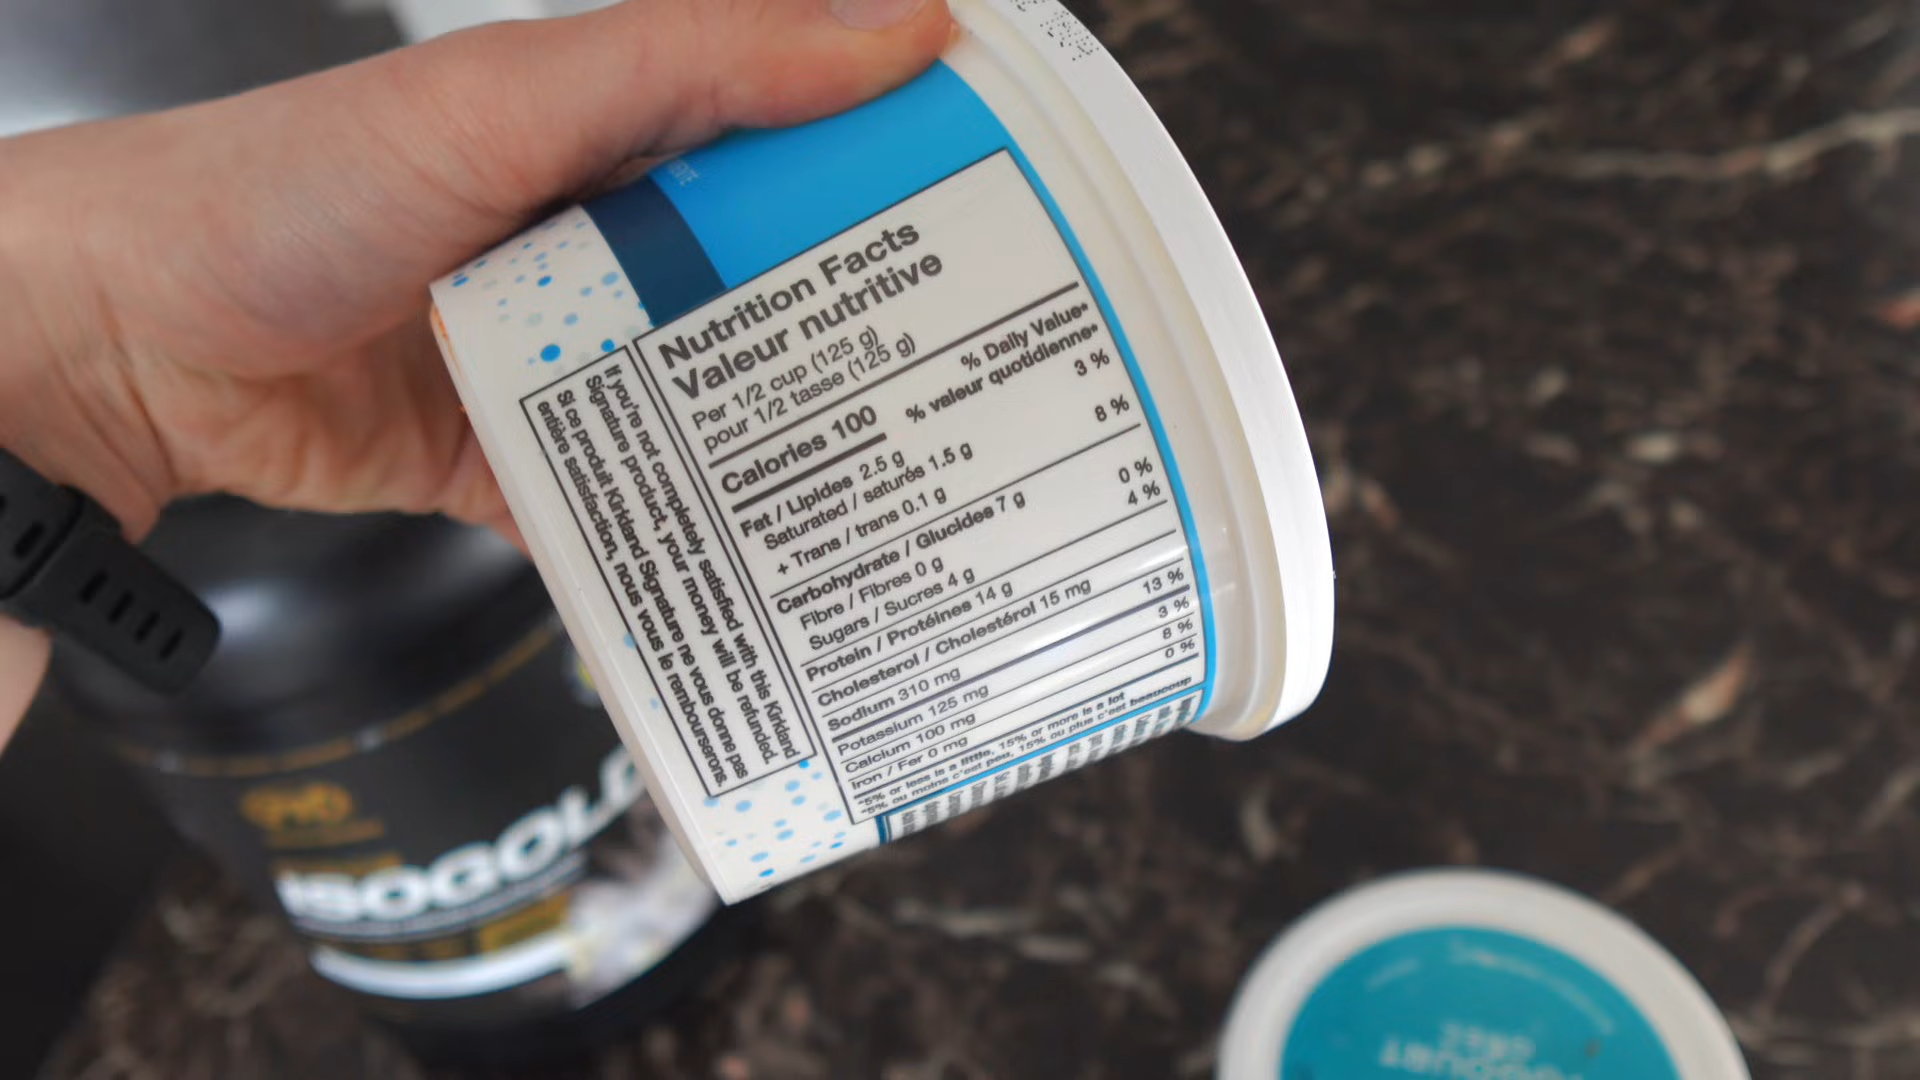 Nutrition Facts
Valeur nutritive
Per 1/2 cup (125 g)
pour 1/2 tasse (125 g)
Calories 100
% Daily Value*
% valeur quotidienne*
Fat / Lipides 2.5 g 3 %
Saturated / saturés 1.5 g
+ Trans / trans 0.1 g 8 %
Carbohydrate / Glucides 7 g
Fibre / Fibres 0 g 0 %
Sugars / Sucres 4 g 4 %
Protein / Protéines 14 g
Cholesterol / Cholestérol 15 mg
Sodium 310 mg 13 %
Potassium 125 mg 3 %
Calcium 100 mg 8 %
Iron / Fer 0 mg 0 %
*5% or less is a little, 15% or more is a lot
*5% ou moins c'est peu, 15% ou plus c'est beaucoup
If you're not completely satisfied with this Kirkland
Signature product, your money will be refunded.
Si ce produit Kirkland Signature ne vous donne pas
entière satisfaction, nous vous le rembourserons.
ISOGOLD